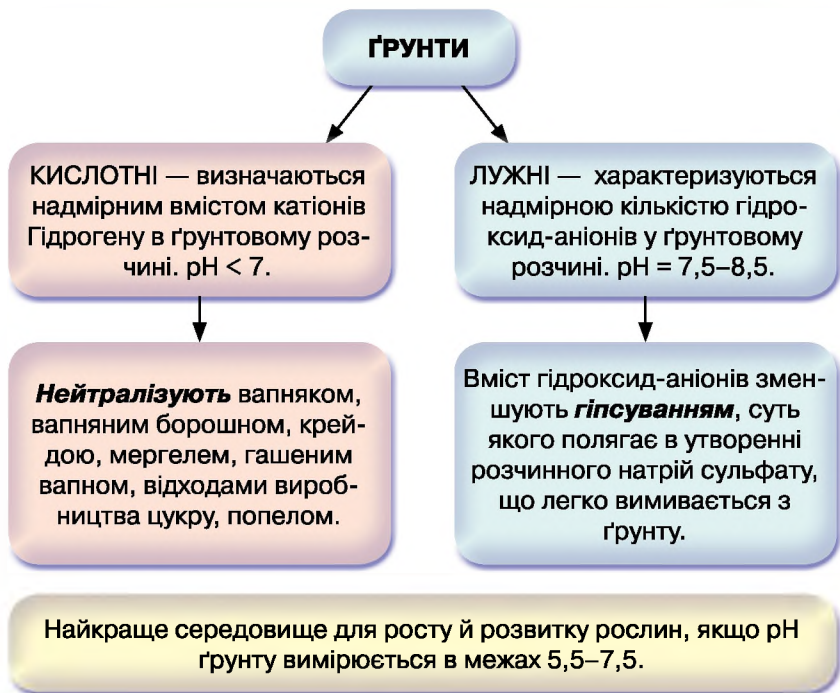 ҐРУНТИ
КИСЛОТНІ — визначаються
надмірним вмістом катіонів
Гідрогену в ґрунтовому роз-
чині. pH < 7.
ЛУЖНІ — характеризуються
надмірною кількістю гідро-
ксид-аніонів у ґрунтовому
розчині. pH = 7,5–8,5.
Нейтралізують вапняком,
вапняним борошном, крей-
дою, мергелем, гашеним
вапном, відходами вироб-
ництва цукру, попелом.
Вміст гідроксид-аніонів змен-
шують гіпсуванням, суть
якого полягає в утворенні
розчинного натрій сульфату,
що легко вимивається з
ґрунту.
Найкраще середовище для росту й розвитку рослин, якщо pH
ґрунту вимірюється в межах 5,5–7,5.